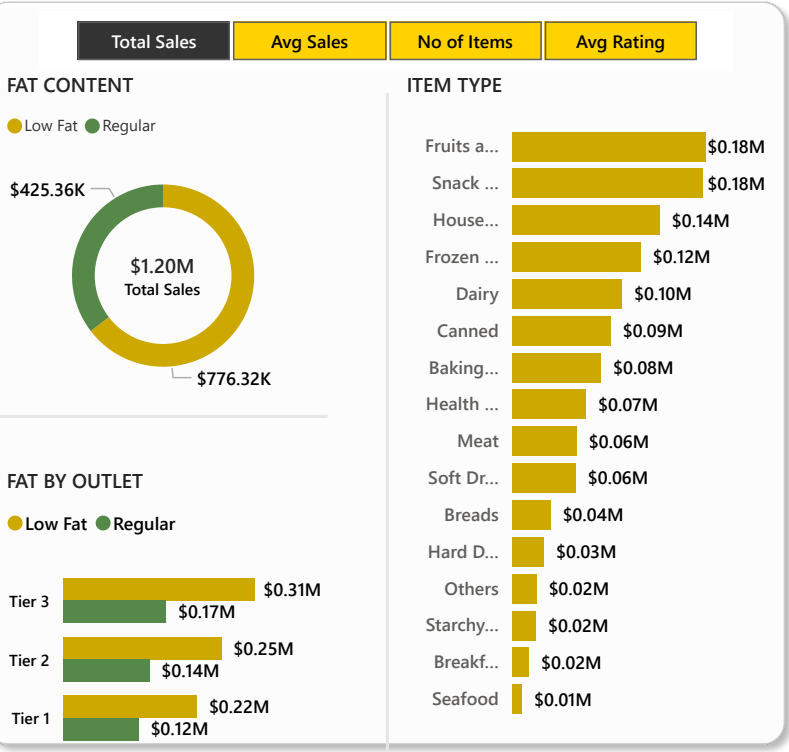 Total Sales
Avg Sales
No of Items
Avg Rating
FAT CONTENT
Low Fat Regular
$425.36K
$1.20M
Total Sales
$776.32K
FAT BY OUTLET
Low Fat Regular
Tier 3
$0.31M
$0.17M
Tier 2
$0.25M
$0.14M
Tier 1
$0.22M
$0.12M
ITEM TYPE
Fruits a... $0.18M
Snack ... $0.18M
House... $0.14M
Frozen ... $0.12M
Dairy $0.10M
Canned $0.09M
Baking... $0.08M
Health ... $0.07M
Meat $0.06M
Soft Dr... $0.06M
Breads $0.04M
Hard D... $0.03M
Others $0.02M
Starchy... $0.02M
Breakf... $0.02M
Seafood $0.01M